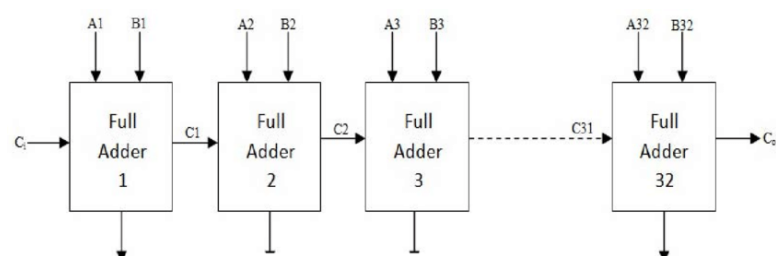 A1 B1 A2 B2 A3 B3 A32 B32
Full Adder 1
Full Adder 2
Full Adder 3
Full Adder 32
Ci C1 C2 C31 Co